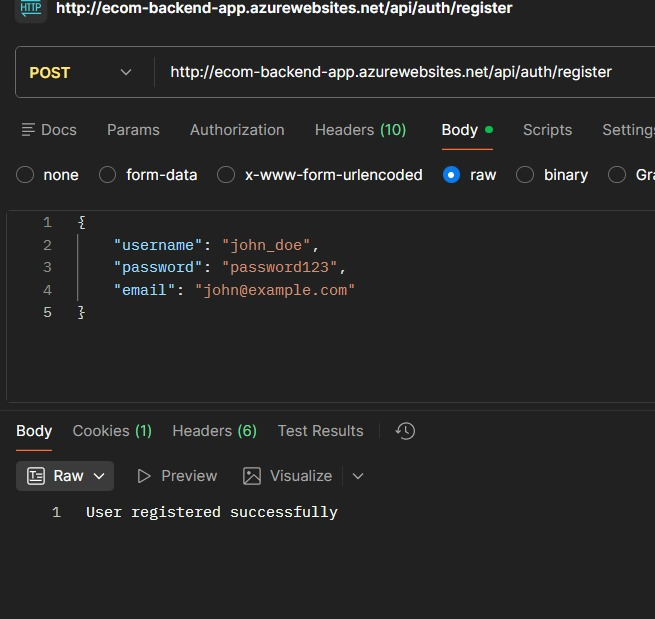 HTTP http://ecom-backend-app.azurewebsites.net/api/auth/register
POST http://ecom-backend-app.azurewebsites.net/api/auth/register
Docs Params Authorization Headers (10) Body Scripts Settings
none form-data x-www-form-urlencoded raw binary Gra
1 {
2 "username": "john_doe",
3 "password": "password123",
4 "email": "john@example.com"
5 }
Body Cookies (1) Headers (6) Test Results
Raw Preview Visualize
1 User registered successfully